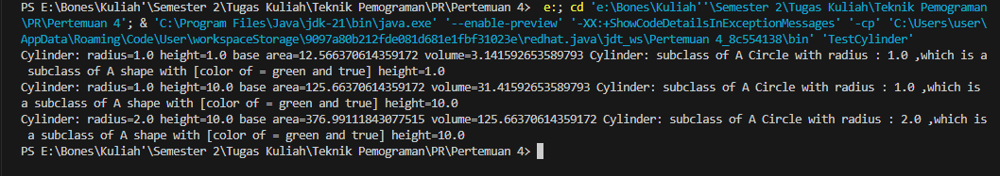 PS E:\Bones\Kuliah'\Semester 2\Tugas Kuliah\Teknik Pemograman\PR\Pertemuan 4>  e:; cd 'e:\Bones\Kuliah''\Semester 2\Tugas Kuliah\Teknik Pemograman
\PR\Pertemuan 4'; & 'C:\Program Files\Java\jdk-21\bin\java.exe' '--enable-preview' '-XX:+ShowCodeDetailsInExceptionMessages' '-cp' 'C:\Users\user\
AppData\Roaming\Code\User\workspaceStorage\9097a80b212fde081d681e1fbf31023e\redhat.java\jdt_ws\Pertemuan 4_8c554138\bin' 'TestCylinder'
Cylinder: radius=1.0 height=1.0 base area=12.566370614359172 volume=3.141592653589793 Cylinder: subclass of A Circle with radius : 1.0 ,which is a
 subclass of A shape with [color of = green and true] height=1.0
Cylinder: radius=1.0 height=10.0 base area=125.66370614359172 volume=31.41592653589793 Cylinder: subclass of A Circle with radius : 1.0 ,which is
a subclass of A shape with [color of = green and true] height=10.0
Cylinder: radius=2.0 height=10.0 base area=376.99111843077515 volume=125.66370614359172 Cylinder: subclass of A Circle with radius : 2.0 ,which is
 a subclass of A shape with [color of = green and true] height=10.0
PS E:\Bones\Kuliah'\Semester 2\Tugas Kuliah\Teknik Pemograman\PR\Pertemuan 4>